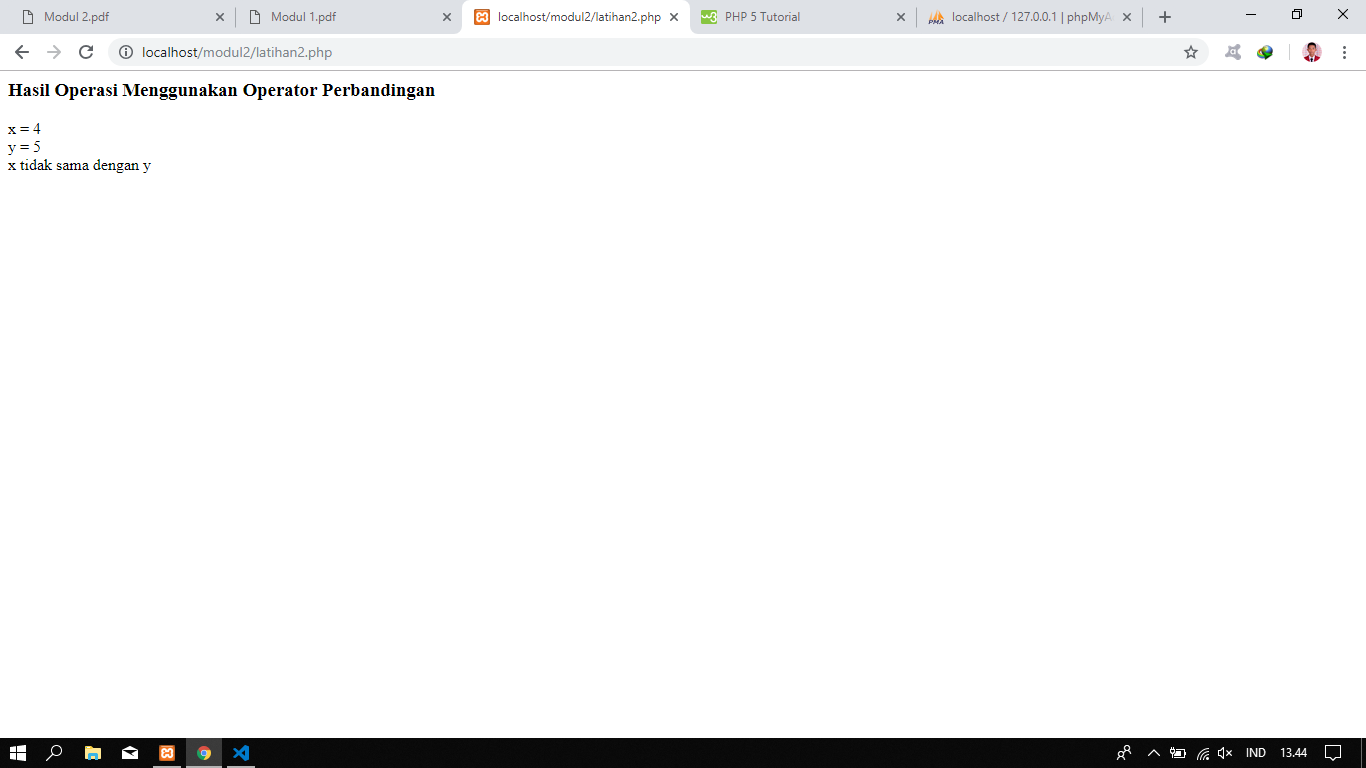 Modul 2.pdf
Modul 1.pdf
localhost/modul2/latihan2.php
PHP 5 Tutorial
localhost / 127.0.0.1 | phpMyA
localhost/modul2/latihan2.php
Hasil Operasi Menggunakan Operator Perbandingan
x = 4
y = 5
x tidak sama dengan y
IND
13.44